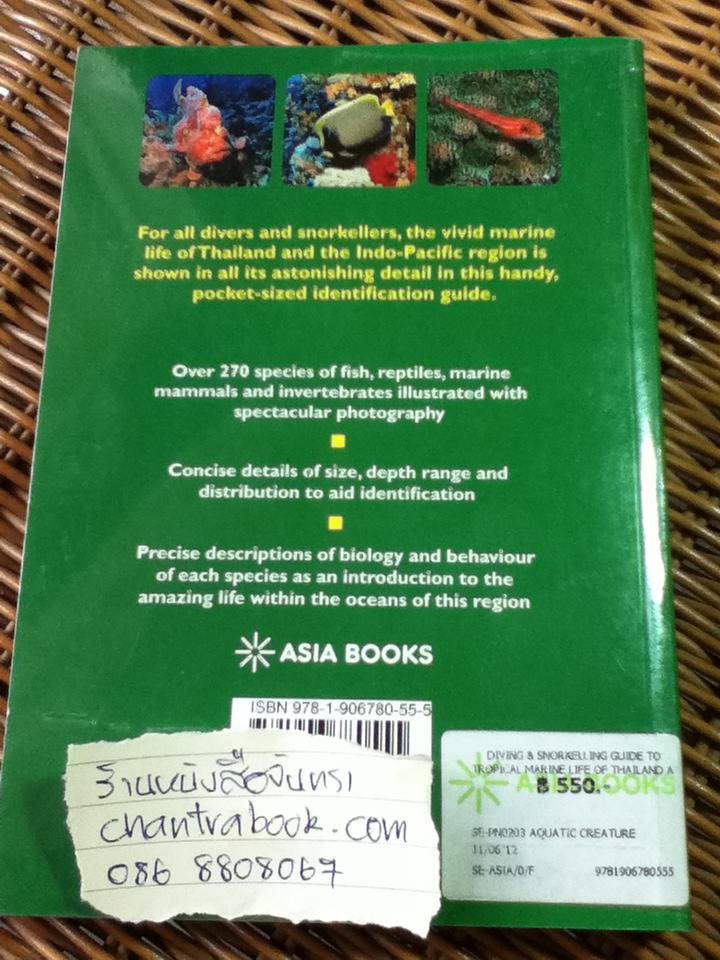 For all divers and snorkellers, the vivid marine
life of Thailand and the Indo-Pacific region is
shown in all its astonishing detail in this handy,
pocket-sized identification guide.
Over 270 species of fish, reptiles, marine
mammals and invertebrates illustrated with
spectacular photography
Concise details of size, depth range and
distribution to aid identification
Precise descriptions of biology and behaviour
of each species as an introduction to the
amazing life within the oceans of this region
ASIA BOOKS
ISBN 978-1-906780-55-5
ร้านหนังสือจันทรา
chantrabook.com
086 8808067
DIVING & SNORKELLING GUIDE TO
TROPICAL MARINE LIFE OF THAILAND A
ASIA BOOKS
฿ 550.-
SE-PN0203 AQUATIC CREATURE
11/06'12
SE-ASIA/0/F 9781906780555